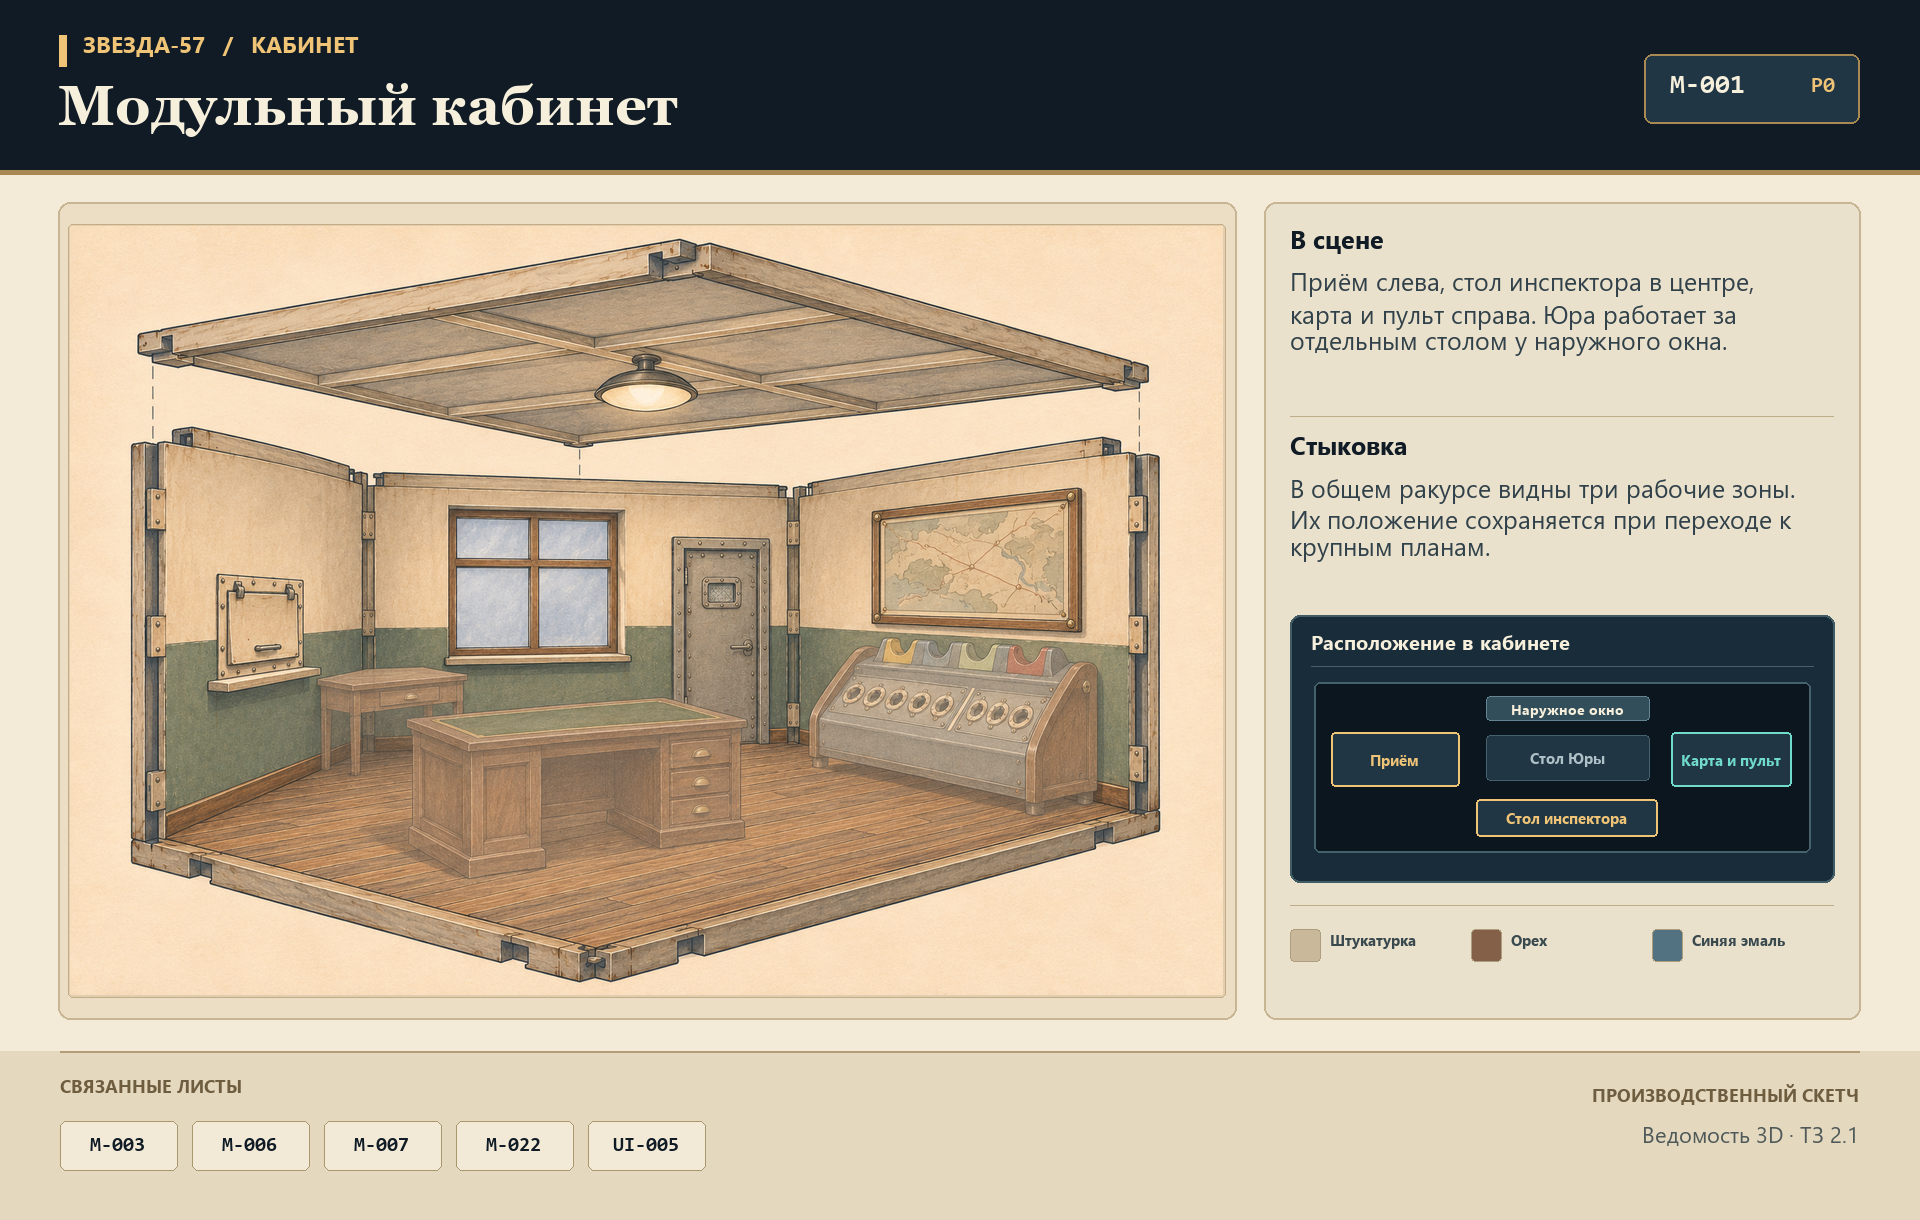 ЗВЕЗДА-57 / КАБИНЕТ
Модульный кабинет
М-001 P0
В сцене
Приём слева, стол инспектора в центре,
карта и пульт справа. Юра работает за
отдельным столом у наружного окна.
Стыковка
В общем ракурсе видны три рабочие зоны.
Их положение сохраняется при переходе к
крупным планам.
Расположение в кабинете
Наружное окно
Приём
Стол Юры
Карта и пульт
Стол инспектора
Штукатурка
Орех
Синяя эмаль
СВЯЗАННЫЕ ЛИСТЫ
М-003
М-006
М-007
М-022
UI-005
ПРОИЗВОДСТВЕННЫЙ СКЕТЧ
Ведомость 3D · ТЗ 2.1